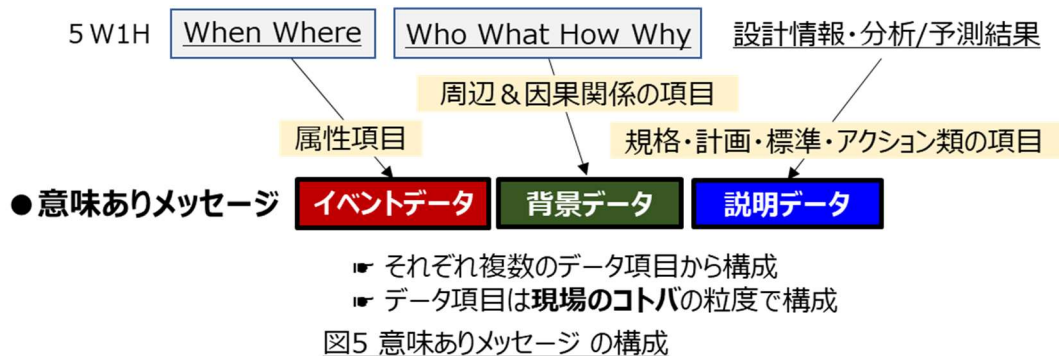 5W1H When Where Who What How Why 設計情報・分析/予測結果
周辺&因果関係の項目
属性項目 規格・計画・標準・アクション類の項目
●意味ありメッセージ イベントデータ 背景データ 説明データ
☛ それぞれ複数のデータ項目から構成
☛ データ項目は現場のコトバの粒度で構成
図5 意味ありメッセージ の構成